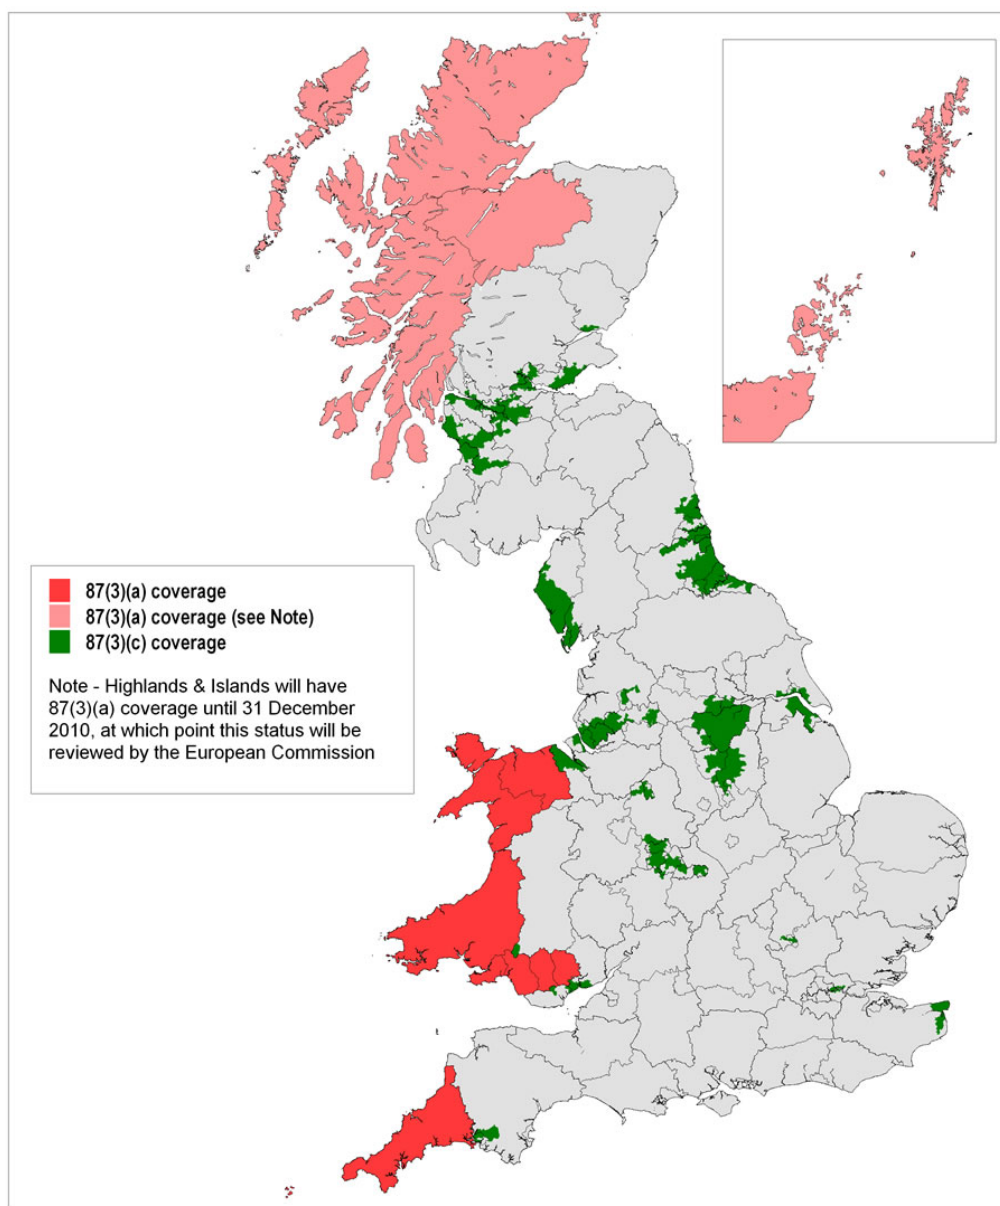 87(3)(a) coverage
87(3)(a) coverage (see Note)
87(3)(c) coverage
Note - Highlands & Islands will have
87(3)(a) coverage until 31 December
2010, at which point this status will be
reviewed by the European Commission